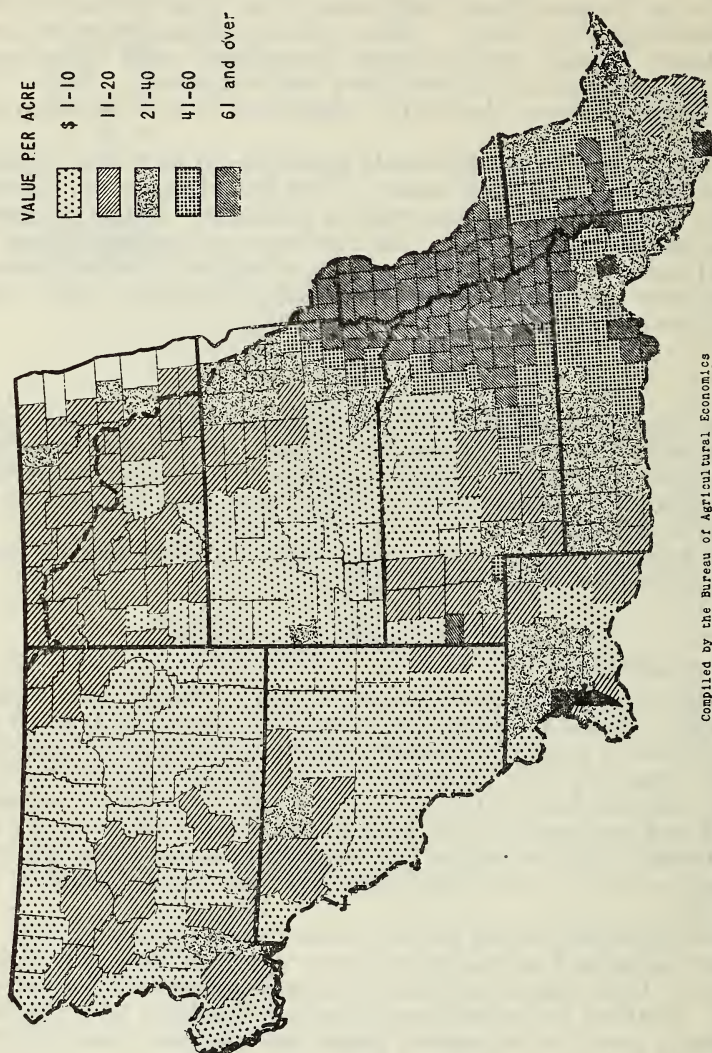 VALUE PER ACRE
$ 1-10
11-20
21-40
41-60
61 and over
Compiled by the Bureau of Agricultural Economics